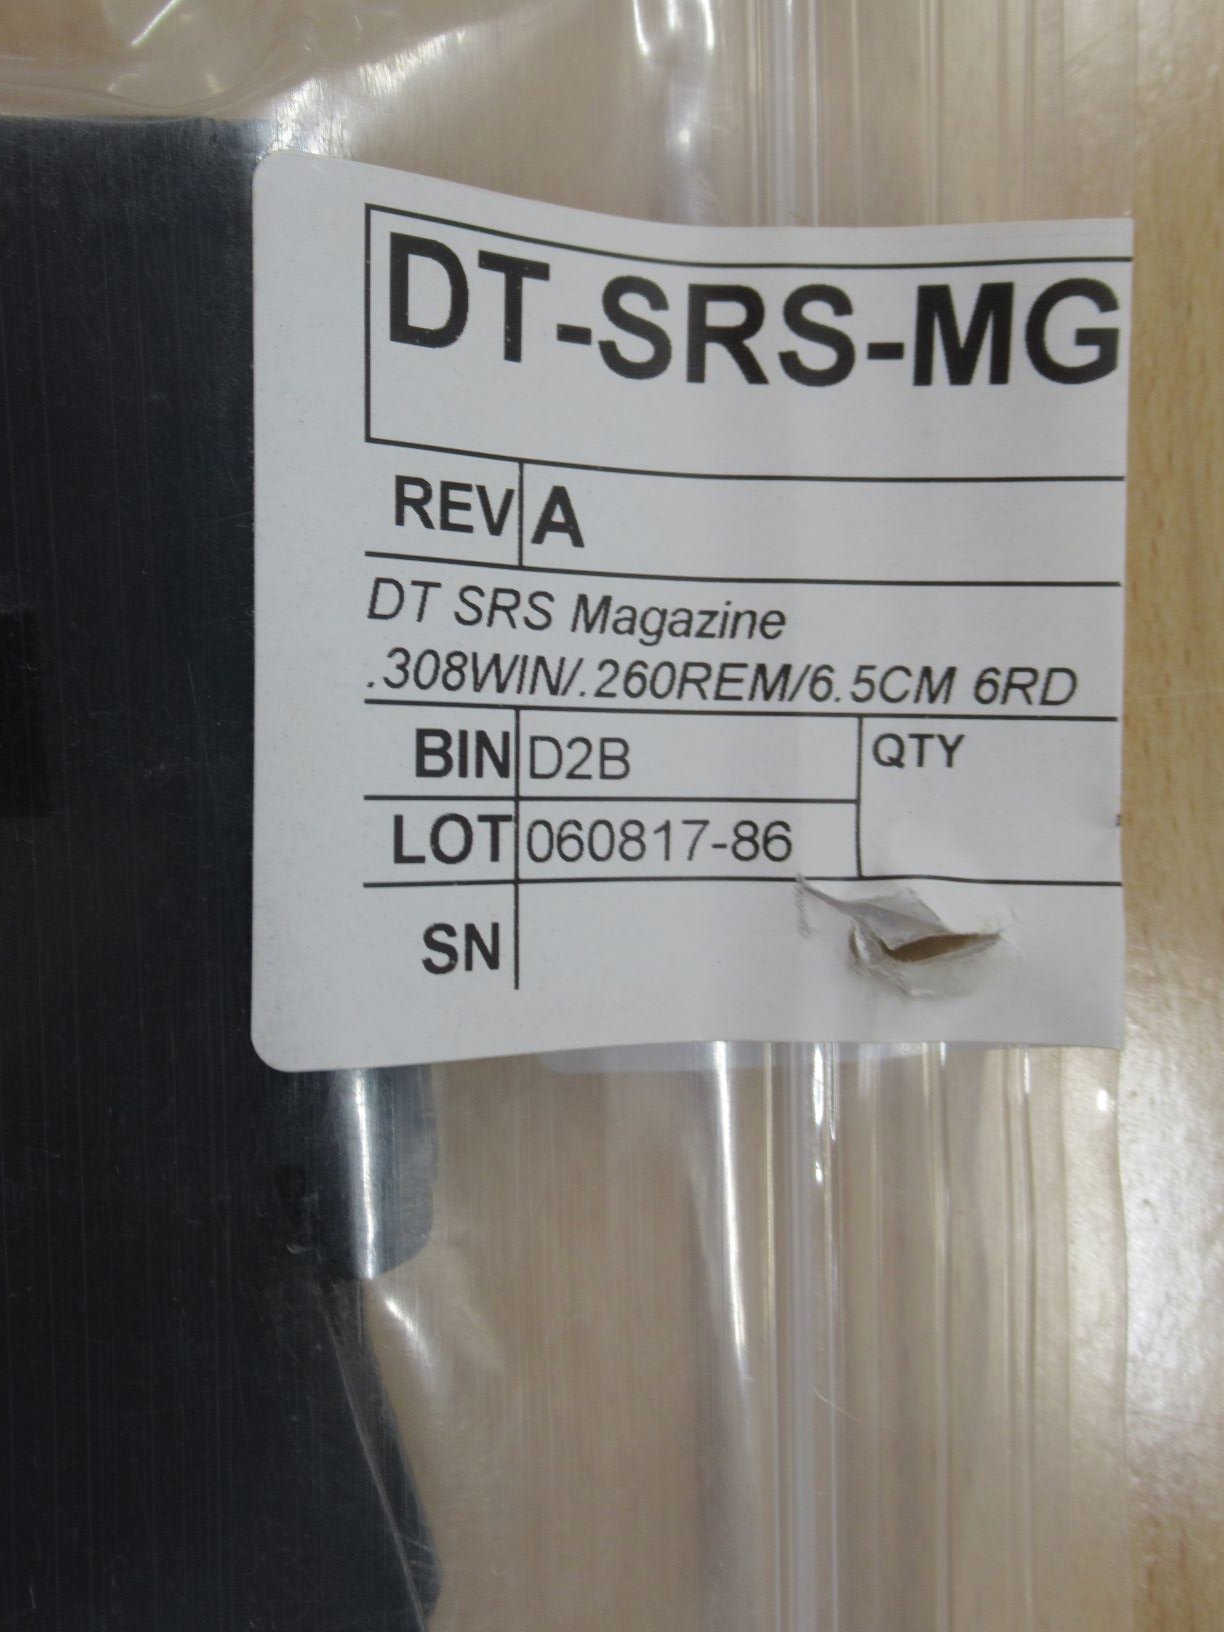 DT-SRS-MG
REV A
DT SRS Magazine
.308WIN/.260REM/6.5CM 6RD
BIN D2B QTY
LOT 060817-86
SN